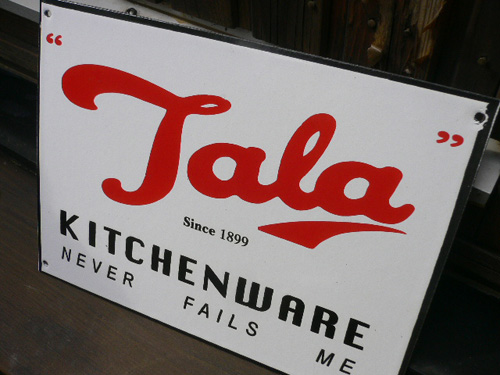 “Tala”
Since 1899
KITCHENWARE
NEVER FAILS ME